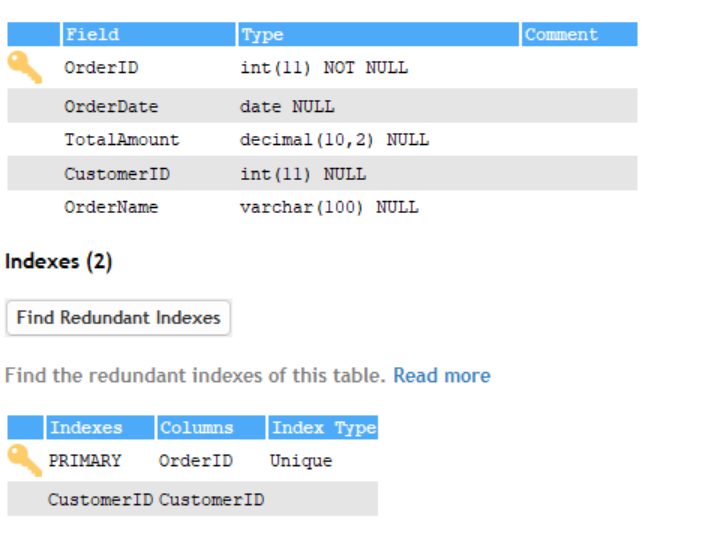 Field Type Comment
OrderID int(11) NOT NULL
OrderDate date NULL
TotalAmount decimal(10,2) NULL
CustomerID int(11) NULL
OrderName varchar(100) NULL
Indexes (2)
Find Redundant Indexes
Find the redundant indexes of this table. Read more
Indexes Columns Index Type
PRIMARY OrderID Unique
CustomerID CustomerID